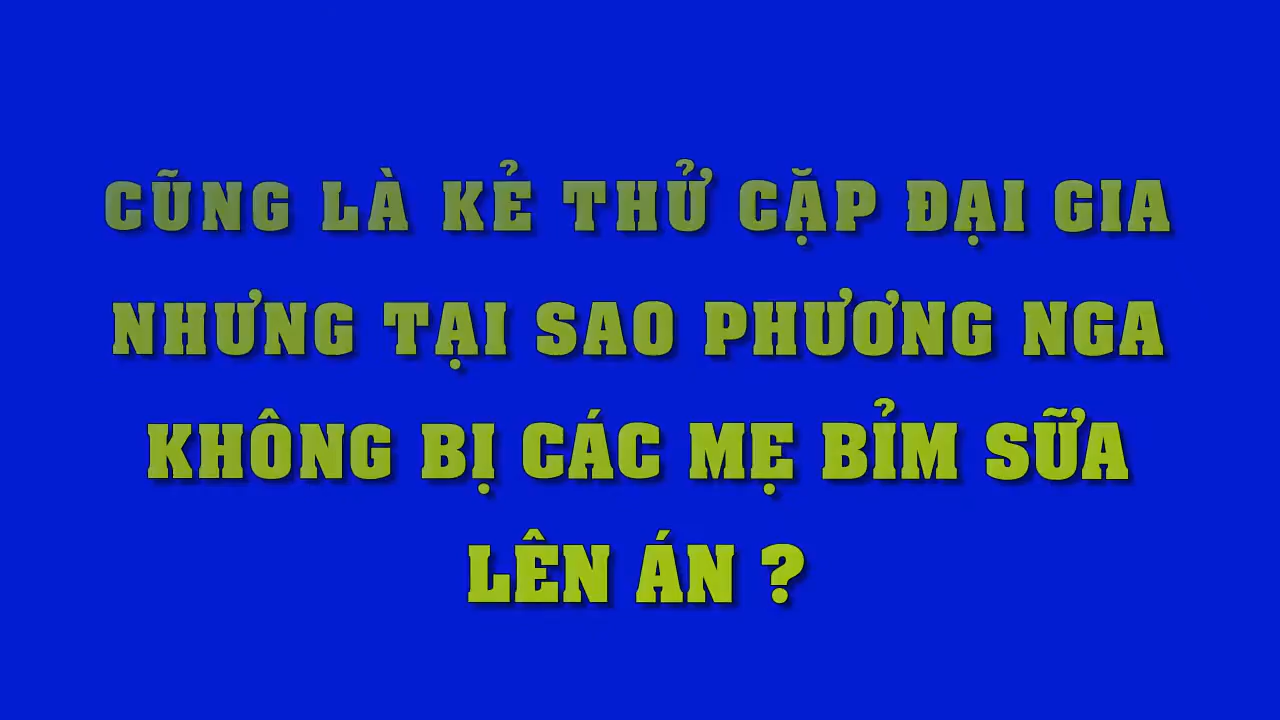 CŨNG LÀ KẺ THỬ CẶP ĐẠI GIA
NHƯNG TẠI SAO PHƯƠNG NGA
KHÔNG BỊ CÁC MẸ BỈM SỮA
LÊN ÁN ?